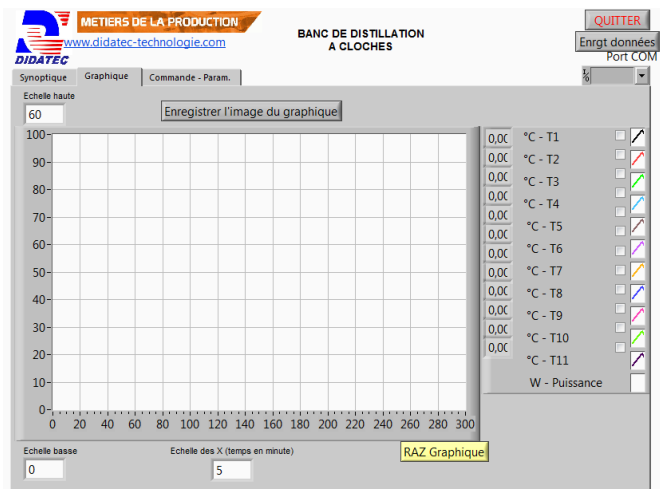 METIERS DE LA PRODUCTION
www.didatec-technologie.com
DIDATEC
BANC DE DISTILLATION
A CLOCHES
QUITTER
Enrgt données
Port COM
Synoptique
Graphique
Commande - Param.
Echelle haute
60
Enregistrer l'image du graphique
100
90
80
70
60
50
40
30
20
10
0
0 20 40 60 80 100 120 140 160 180 200 220 240 260 280 300
0,00 °C - T1
0,00 °C - T2
0,00 °C - T3
0,00 °C - T4
0,00 °C - T5
0,00 °C - T6
0,00 °C - T7
0,00 °C - T8
0,00 °C - T9
0,00 °C - T10
0,00 °C - T11
0,00 W - Puissance
Echelle basse
0
Echelle des X (temps en minute)
5
RAZ Graphique